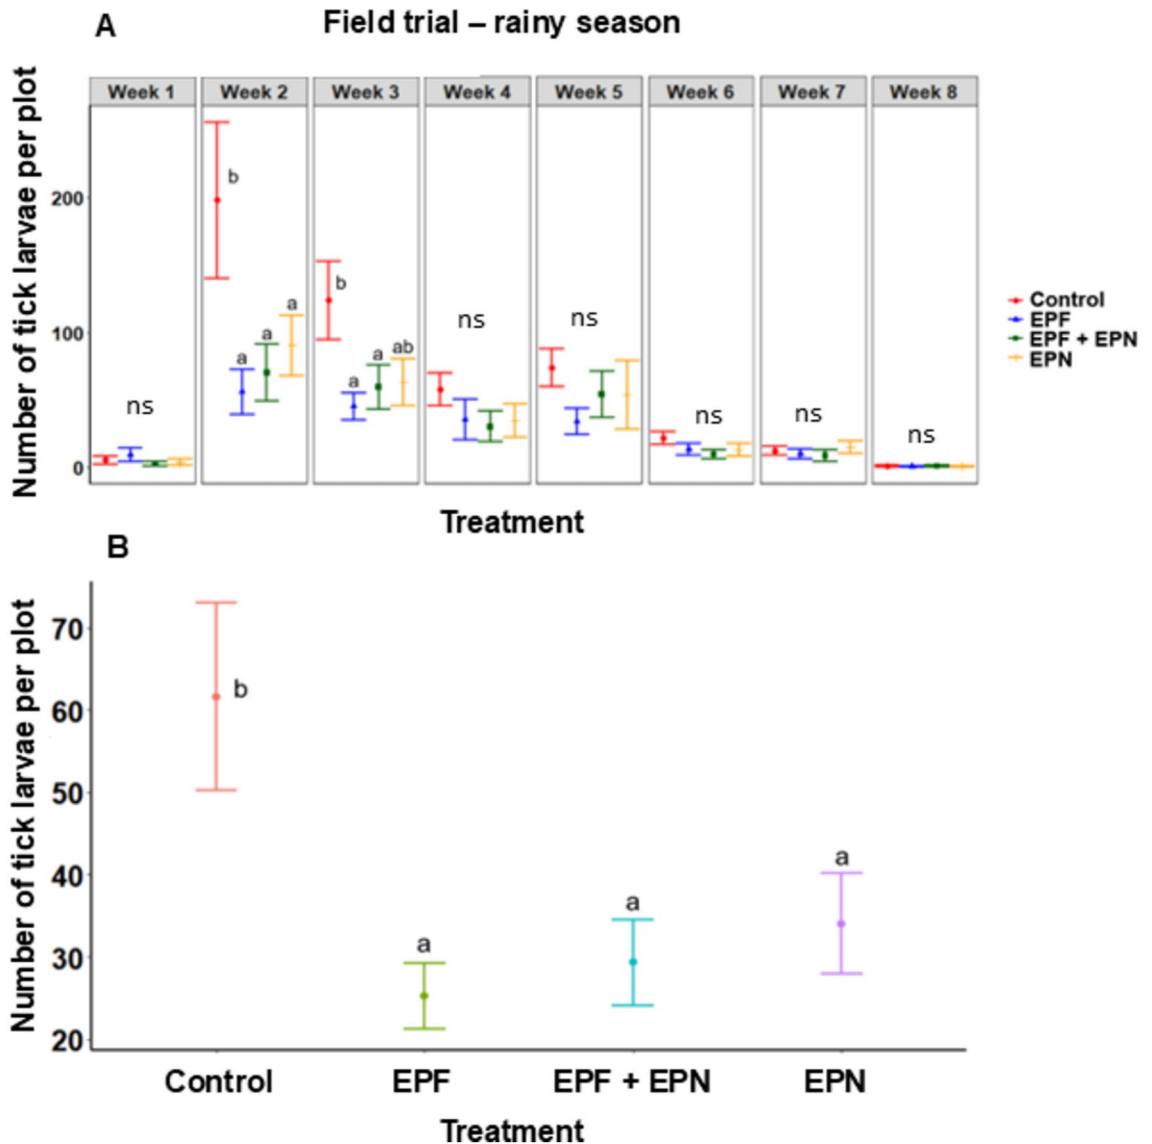 A
Field trial – rainy season
Number of tick larvae per plot
Week 1 Week 2 Week 3 Week 4 Week 5 Week 6 Week 7 Week 8
200
100
0
ns
b
a
a
a
b
a
a
ab
ns
ns
ns
ns
ns
Control
EPF
EPF + EPN
EPN
Treatment
B
Number of tick larvae per plot
70
60
50
40
30
20
b
a
a
a
Control EPF EPF + EPN EPN
Treatment